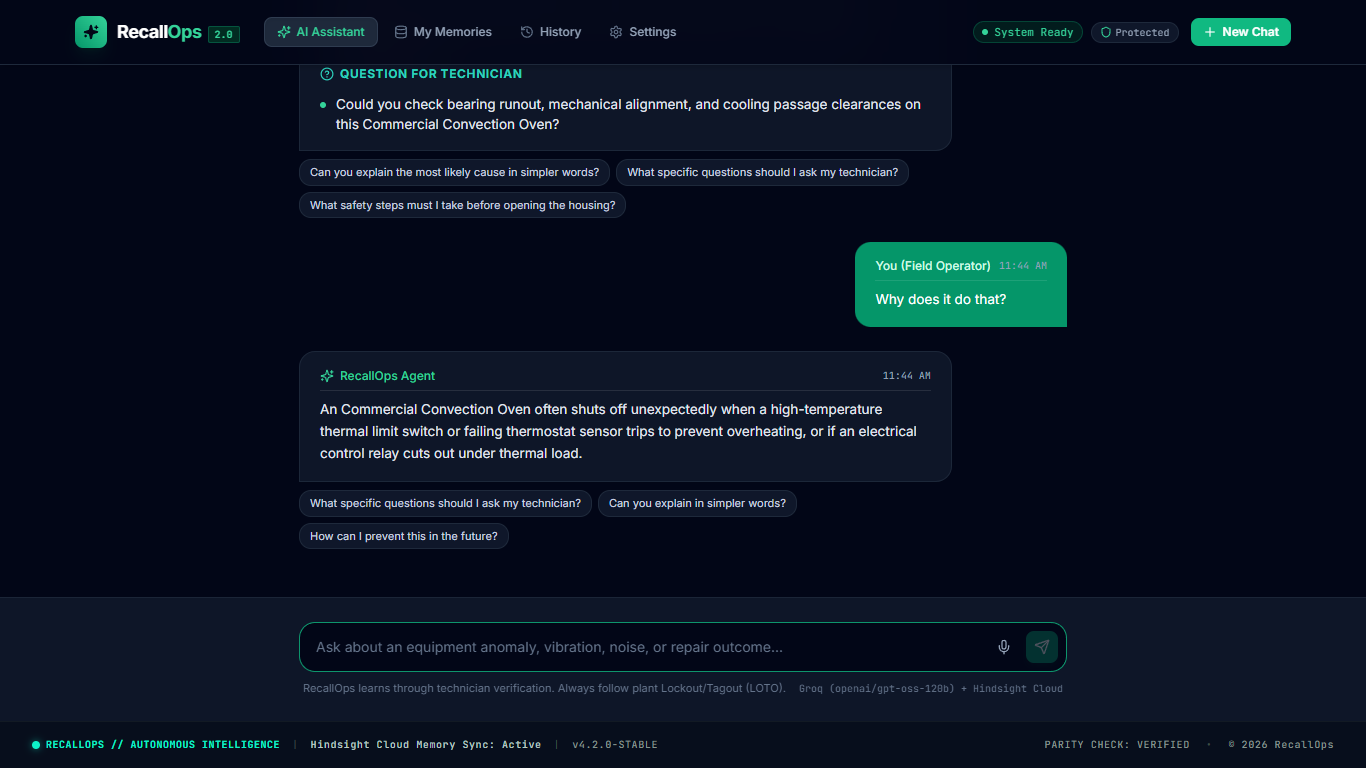 RecallOps 2.0 AI Assistant My Memories History Settings System Ready Protected New Chat
QUESTION FOR TECHNICIAN
Could you check bearing runout, mechanical alignment, and cooling passage clearances on
this Commercial Convection Oven?
Can you explain the most likely cause in simpler words? What specific questions should I ask my technician?
What safety steps must I take before opening the housing?
You (Field Operator) 11:44 AM
Why does it do that?
RecallOps Agent 11:44 AM
An Commercial Convection Oven often shuts off unexpectedly when a high-temperature
thermal limit switch or failing thermostat sensor trips to prevent overheating, or if an electrical
control relay cuts out under thermal load.
What specific questions should I ask my technician? Can you explain in simpler words?
How can I prevent this in the future?
Ask about an equipment anomaly, vibration, noise, or repair outcome...
RecallOps learns through technician verification. Always follow plant Lockout/Tagout (LOTO). Groq (openai/gpt-oss-120b) + Hindsight Cloud
RECALLOPS // AUTONOMOUS INTELLIGENCE | Hindsight Cloud Memory Sync: Active | v4.2.0-STABLE PARITY CHECK: VERIFIED · © 2026 RecallOps